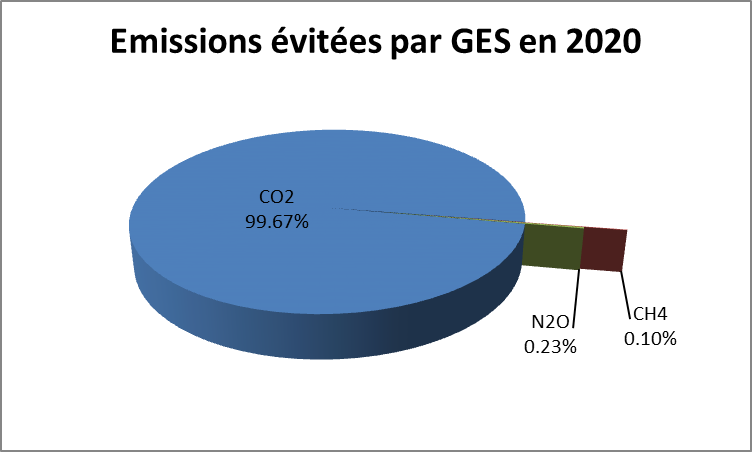 Emissions évitées par GES en 2020
CO2
99.67%
N2O
0.23%
CH4
0.10%